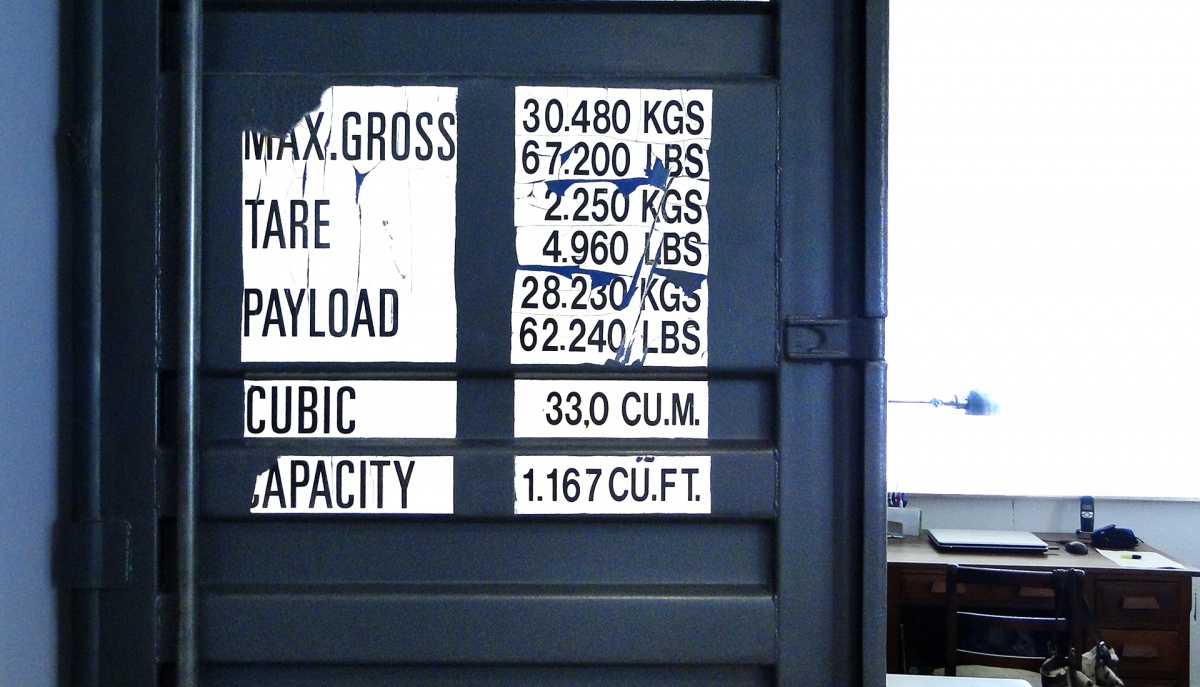 MAX.GROSS 30.480 KGS
67.200 LBS
TARE 2.250 KGS
4.960 LBS
PAYLOAD 28.230 KGS
62.240 LBS
CUBIC 33,0 CU.M.
CAPACITY 1.167 CU.FT.